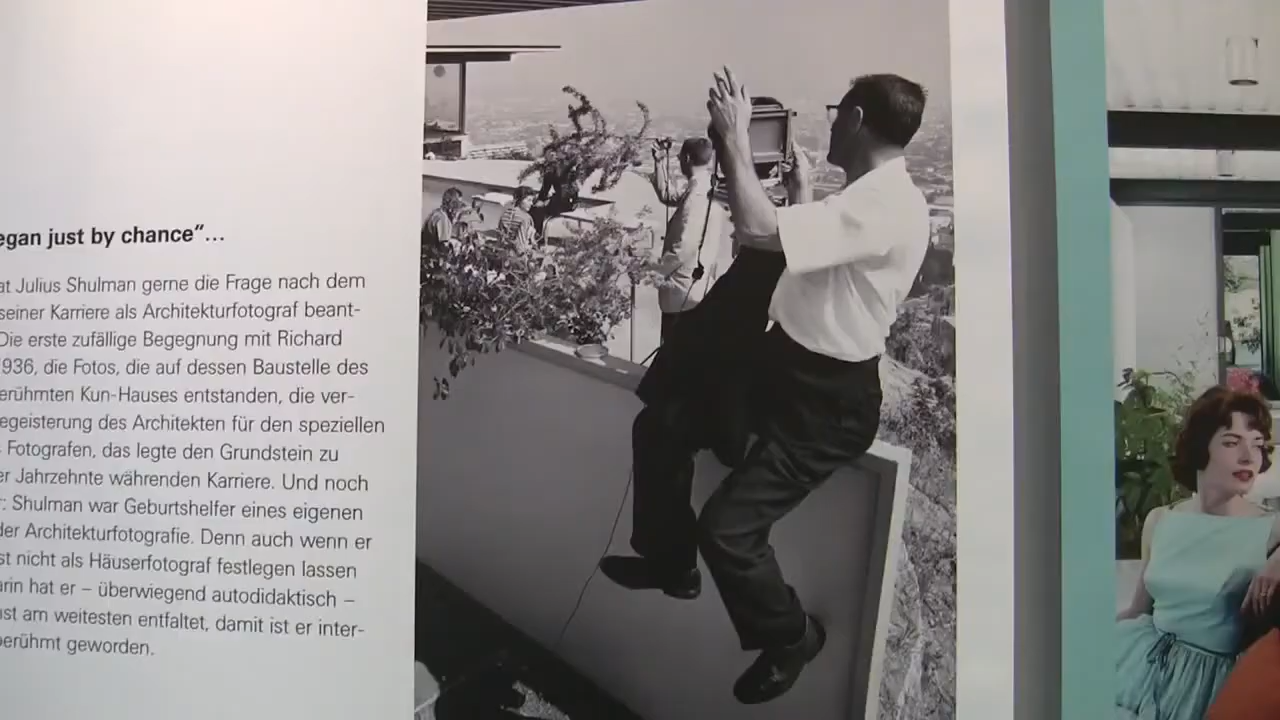 egan just by chance”...
at Julius Shulman gerne die Frage nach dem
seiner Karriere als Architekturfotograf beant-
Die erste zufällige Begegnung mit Richard
936, die Fotos, die auf dessen Baustelle des
erühmten Kun-Hauses entstanden, die ver-
egeisterung des Architekten für den speziellen
Fotografen, das legte den Grundstein zu
er Jahrzehnte währenden Karriere. Und noch
: Shulman war Geburtshelfer eines eigenen
der Architekturfotografie. Denn auch wenn er
st nicht als Häuserfotograf festlegen lassen
arin hat er – überwiegend autodidaktisch –
ust am weitesten entfaltet, damit ist er inter-
berühmt geworden.